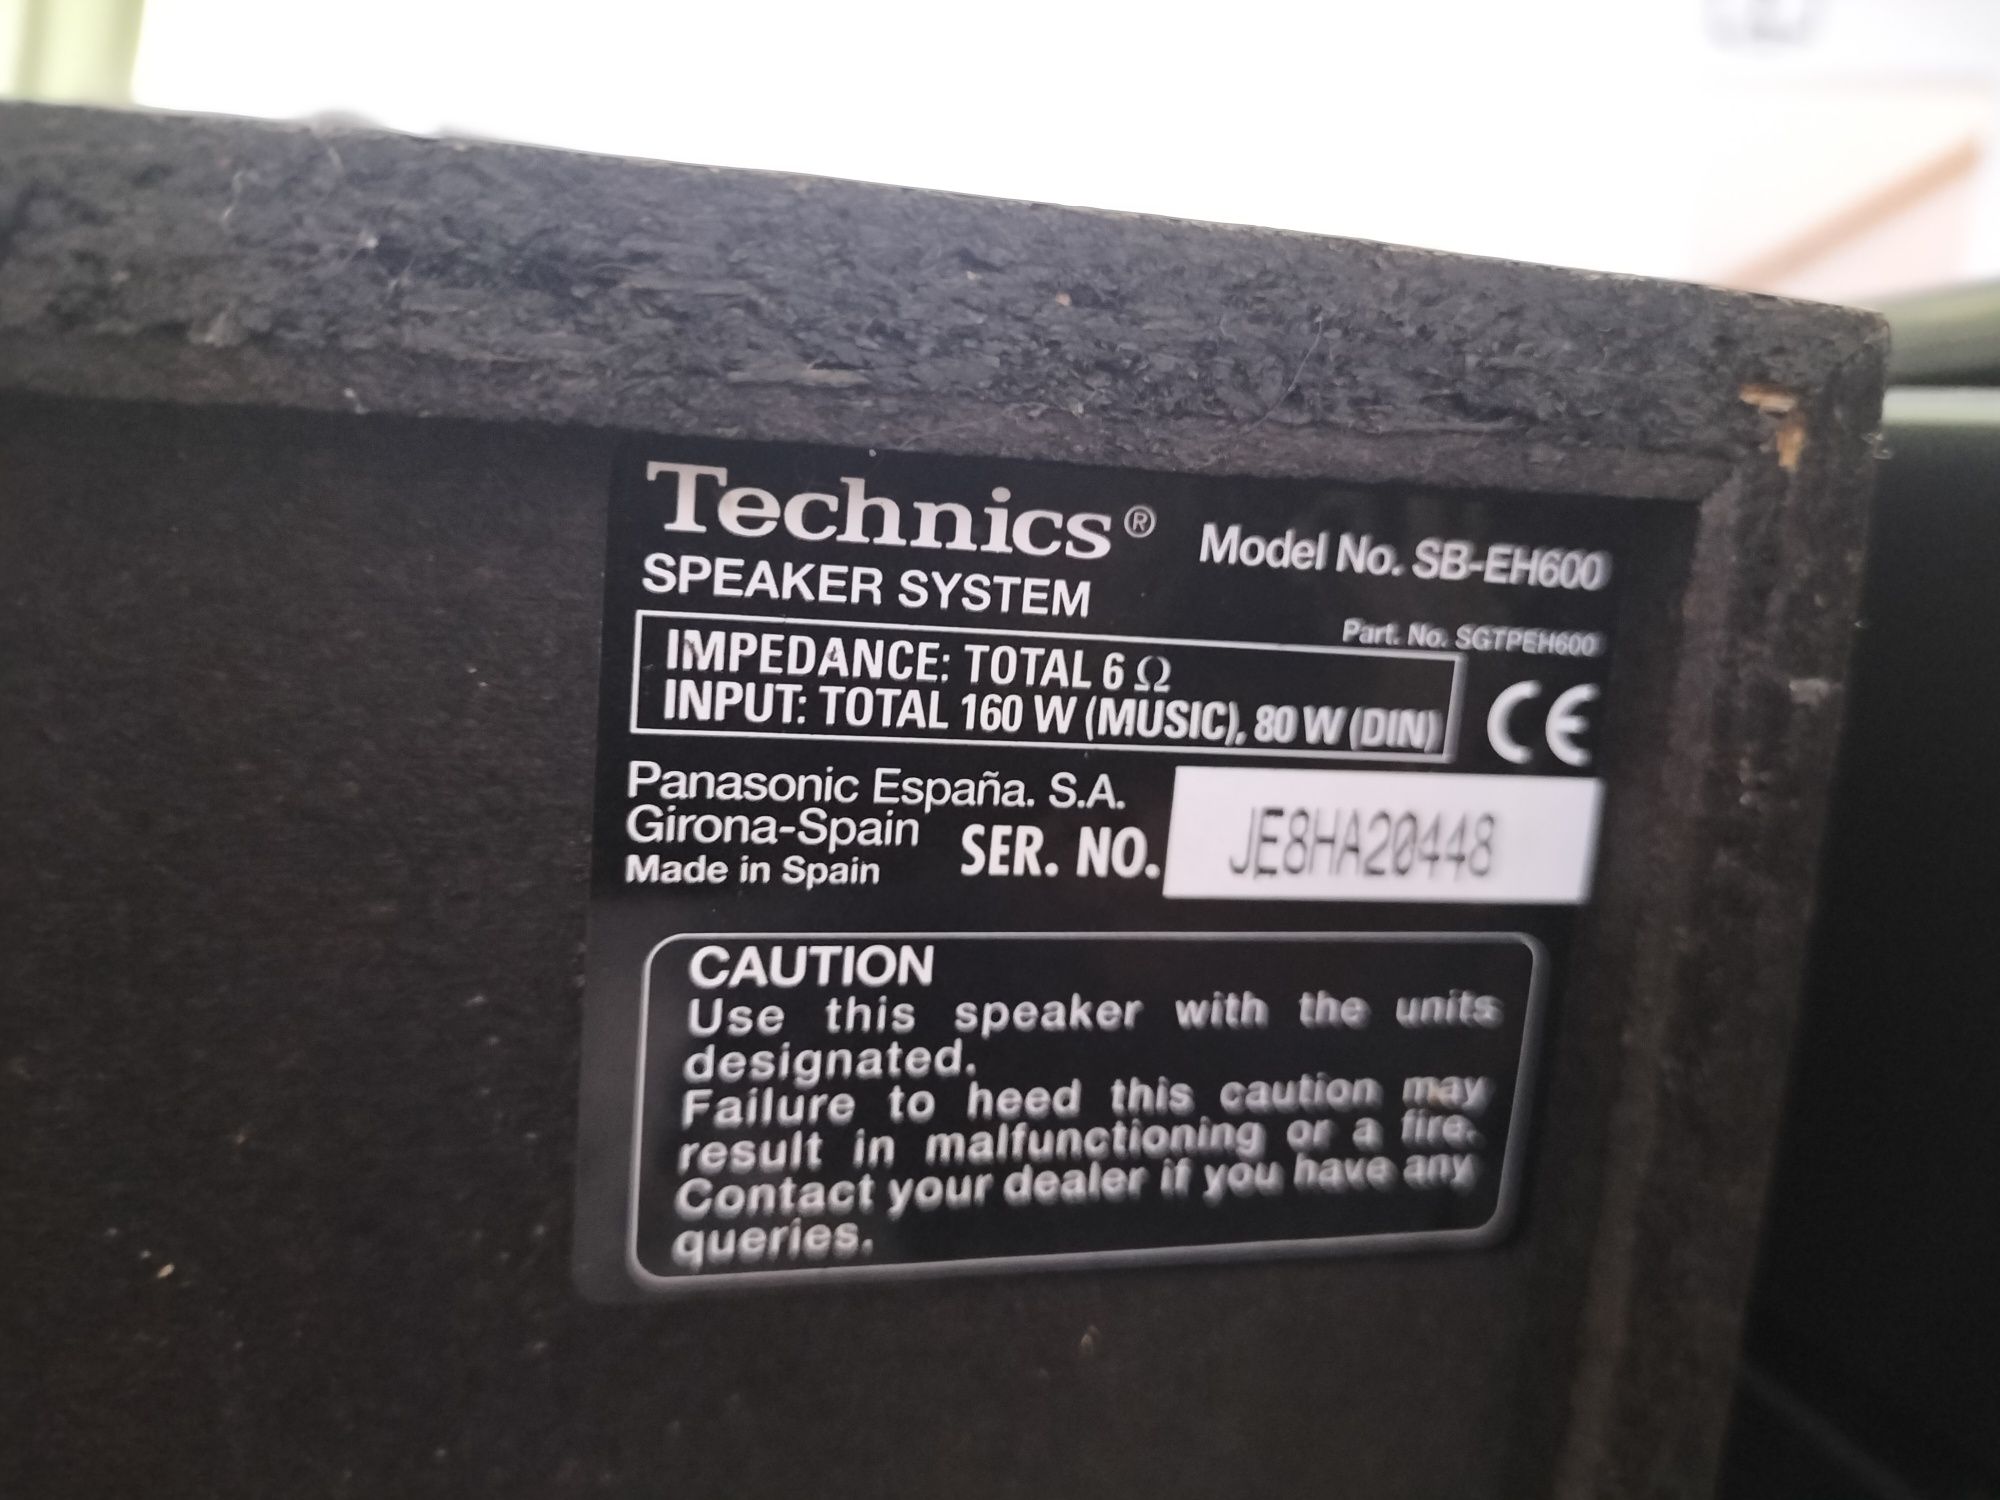 Technics® Model No. SB-EH600
SPEAKER SYSTEM
Part. No. SGTPEH600
IMPEDANCE: TOTAL 6 Ω
INPUT: TOTAL 160 W (MUSIC), 80 W (DIN)
CE
Panasonic España. S.A.
Girona-Spain
Made in Spain
SER. NO. JE8HA20448
CAUTION
Use this speaker with the units
designated.
Failure to heed this caution may
result in malfunctioning or a fire.
Contact your dealer if you have any
queries.